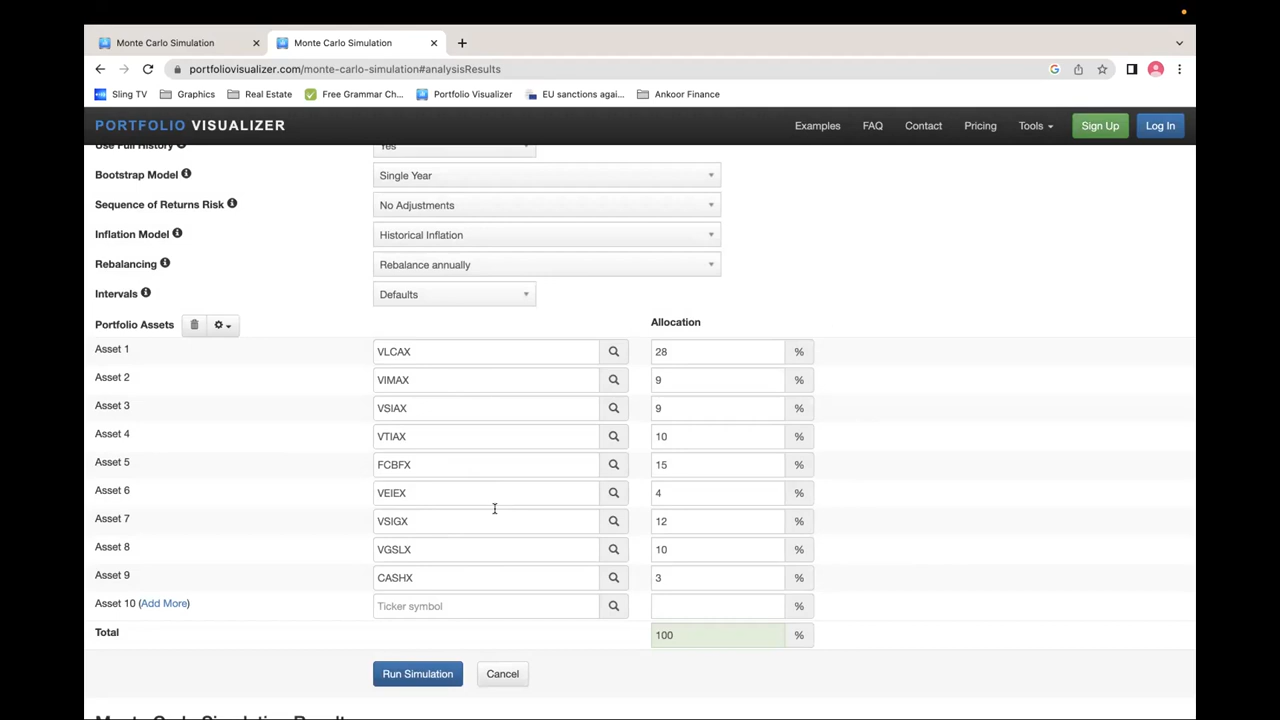 Monte Carlo Simulation
Monte Carlo Simulation
portfoliovisualizer.com/monte-carlo-simulation#analysisResults
Sling TV Graphics Real Estate Free Grammar Ch... Portfolio Visualizer EU sanctions agai... Ankoor Finance
PORTFOLIO VISUALIZER Examples FAQ Contact Pricing Tools Sign Up Log In
Use Full History Yes
Bootstrap Model Single Year
Sequence of Returns Risk No Adjustments
Inflation Model Historical Inflation
Rebalancing Rebalance annually
Intervals Defaults
Portfolio Assets Allocation
Asset 1 VLCAX 28 %
Asset 2 VIMAX 9 %
Asset 3 VSIAX 9 %
Asset 4 VTIAX 10 %
Asset 5 FCBFX 15 %
Asset 6 VEIEX 4 %
Asset 7 VSIGX 12 %
Asset 8 VGSLX 10 %
Asset 9 CASHX 3 %
Asset 10 (Add More) Ticker symbol %
Total 100 %
Run Simulation Cancel
Monte Carlo Simulation Results